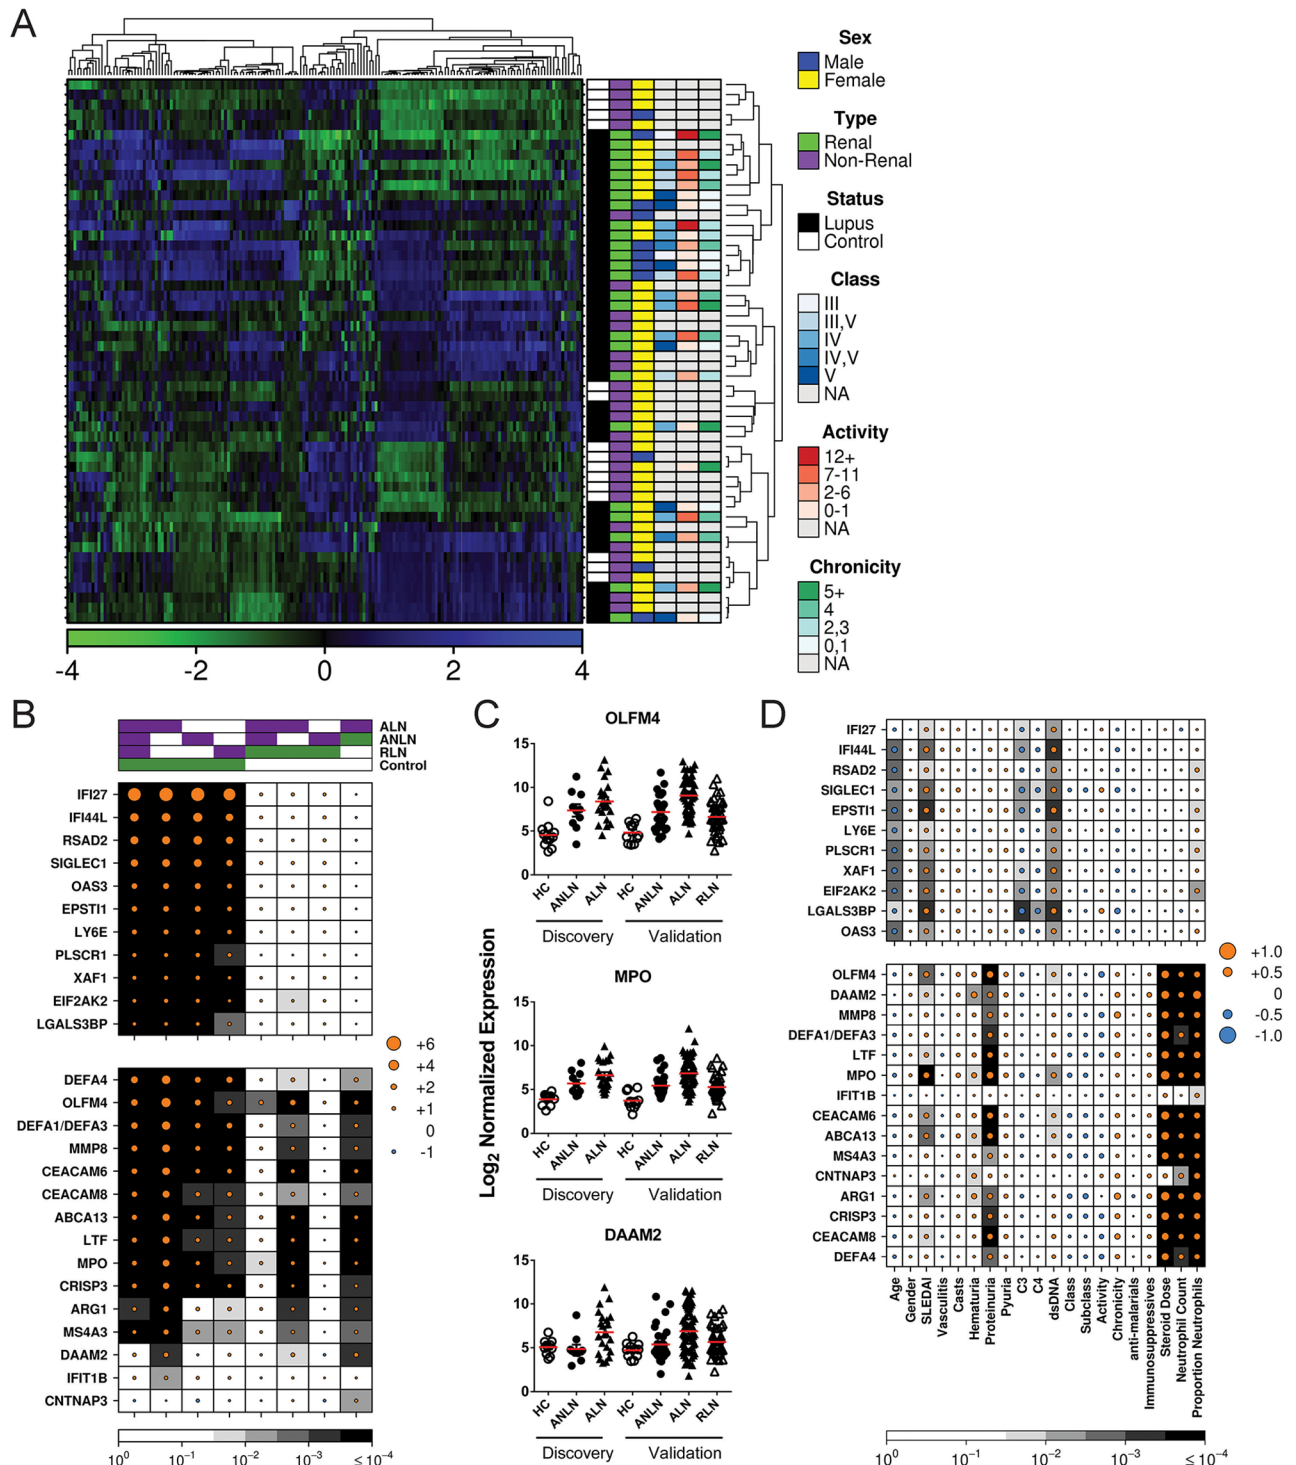 A
Sex
Male
Female
Type
Renal
Non-Renal
Status
Lupus
Control
Class
III
III,V
IV
IV,V
V
NA
Activity
12+
7-11
2-6
0-1
NA
Chronicity
5+
4
2,3
0,1
NA
-4 -2 0 2 4
B
ALN
ANLN
RLN
Control
IFI27
IFI44L
RSAD2
SIGLEC1
OAS3
EPSTI1
LY6E
PLSCR1
XAF1
EIF2AK2
LGALS3BP
DEFA4
OLFM4
DEFA1/DEFA3
MMP8
CEACAM6
CEACAM8
ABCA13
LTF
MPO
CRISP3
ARG1
MS4A3
DAAM2
IFIT1B
CNTNAP3
+6
+4
+2
+1
0
-1
10⁰ 10⁻¹ 10⁻² 10⁻³ ≤ 10⁻⁴
C
Log₂ Normalized Expression
OLFM4
15
10
5
0
HC ANLN ALN HC ANLN ALN RLN
Discovery Validation
MPO
15
10
5
0
HC ANLN ALN HC ANLN ALN RLN
Discovery Validation
DAAM2
15
10
5
0
HC ANLN ALN HC ANLN ALN RLN
Discovery Validation
D
IFI27
IFI44L
RSAD2
SIGLEC1
EPSTI1
LY6E
PLSCR1
XAF1
EIF2AK2
LGALS3BP
OAS3
OLFM4
DAAM2
MMP8
DEFA1/DEFA3
LTF
MPO
IFIT1B
CEACAM6
ABCA13
MS4A3
CNTNAP3
ARG1
CRISP3
CEACAM8
DEFA4
+1.0
+0.5
0
-0.5
-1.0
Age
Gender
SLEDAI
Vasculitis
Casts
Hematuria
Proteinuria
Pyuria
C3
C4
dsDNA
Class
Subclass
Activity
Chronicity
anti-malarials
Immunosuppressives
Steroid Dose
Neutrophil Count
Proportion Neutrophils
10⁰ 10⁻¹ 10⁻² 10⁻³ ≤ 10⁻⁴